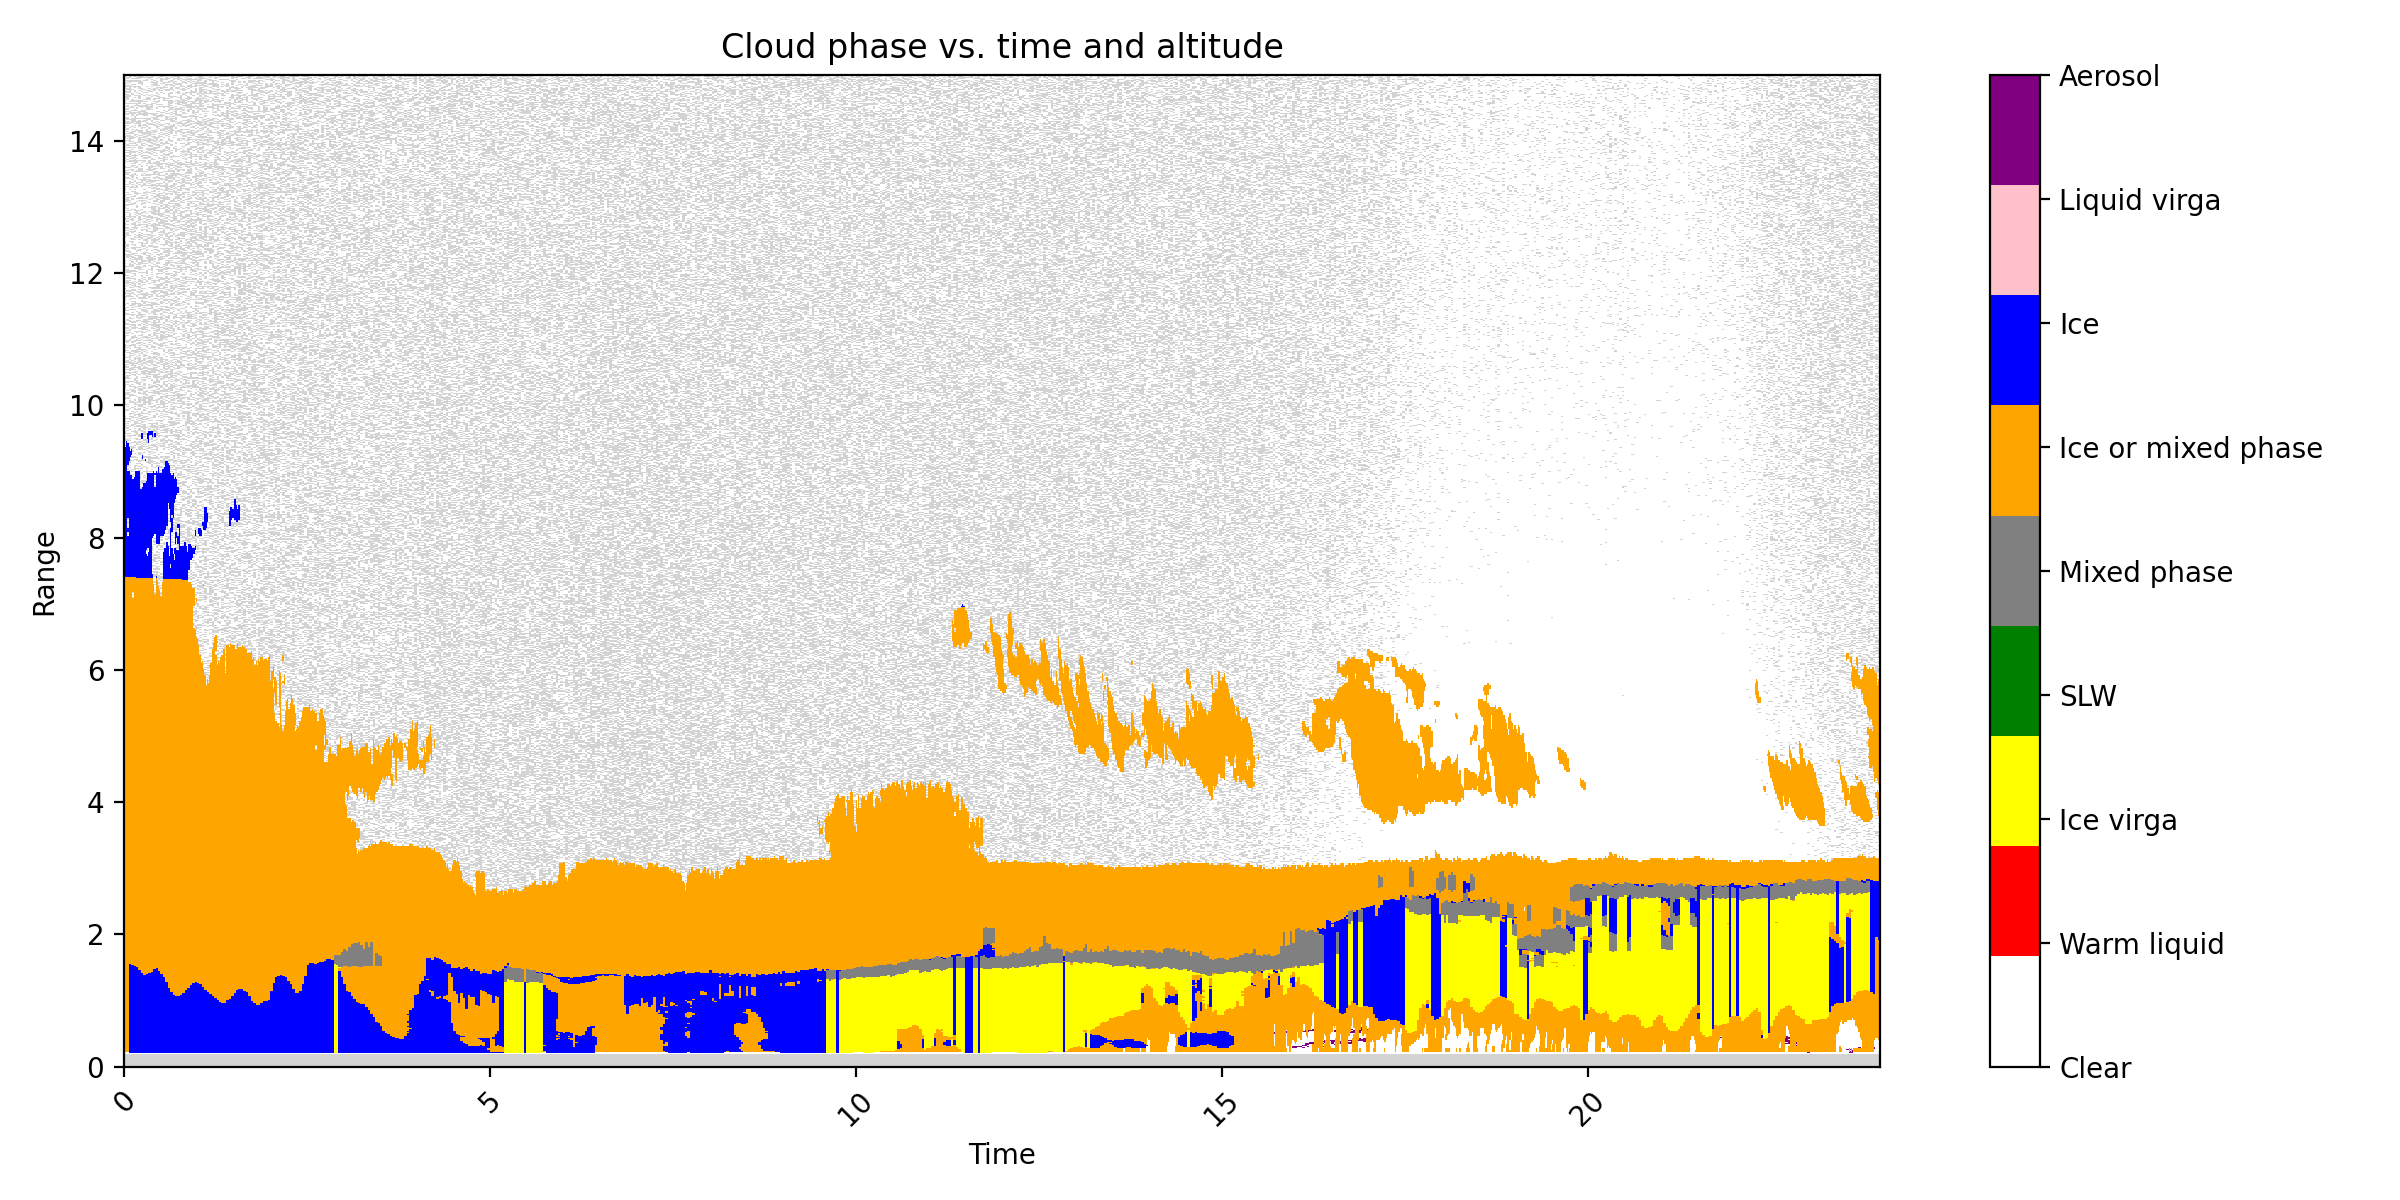 Cloud phase vs. time and altitude
Range
14
12
10
8
6
4
2
0
0
5
10
15
20
Time
Aerosol
Liquid virga
Ice
Ice or mixed phase
Mixed phase
SLW
Ice virga
Warm liquid
Clear